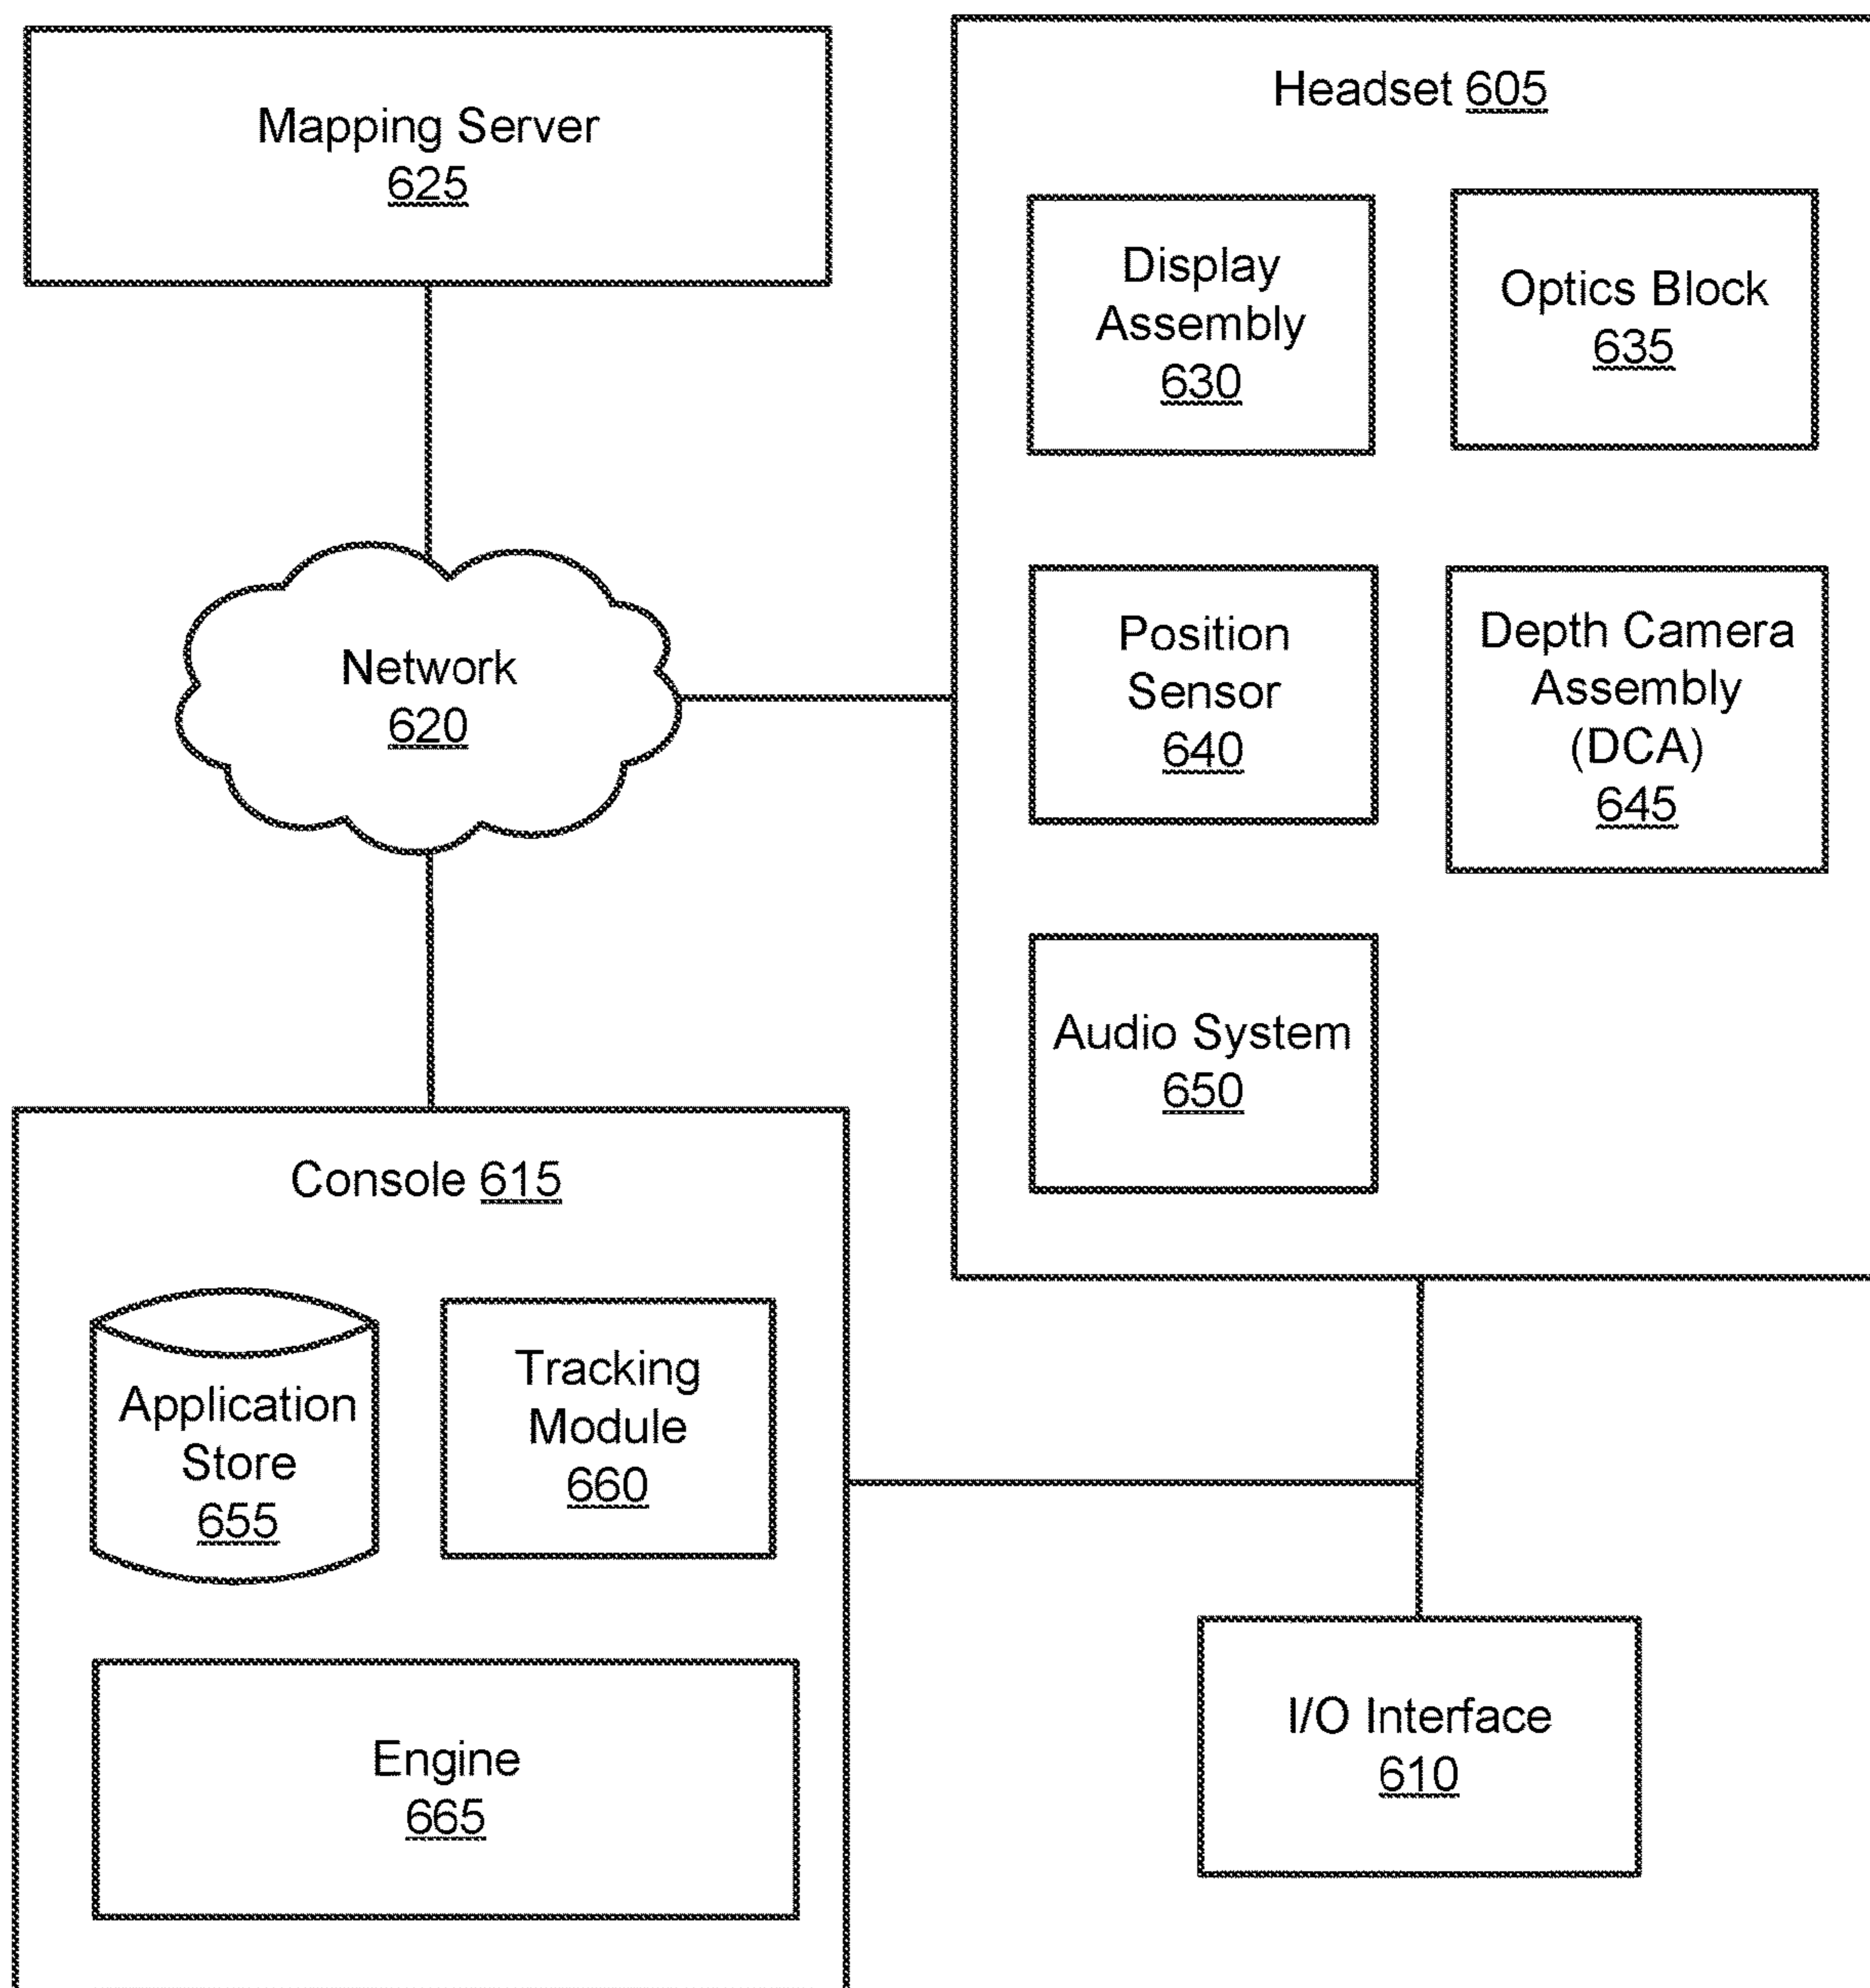 Mapping Server
625
Headset 605
Display
Assembly
630
Optics Block
635
Network
620
Position
Sensor
640
Depth Camera
Assembly
(DCA)
645
Audio System
650
Console 615
Application
Store
655
Tracking
Module
660
Engine
665
I/O Interface
610